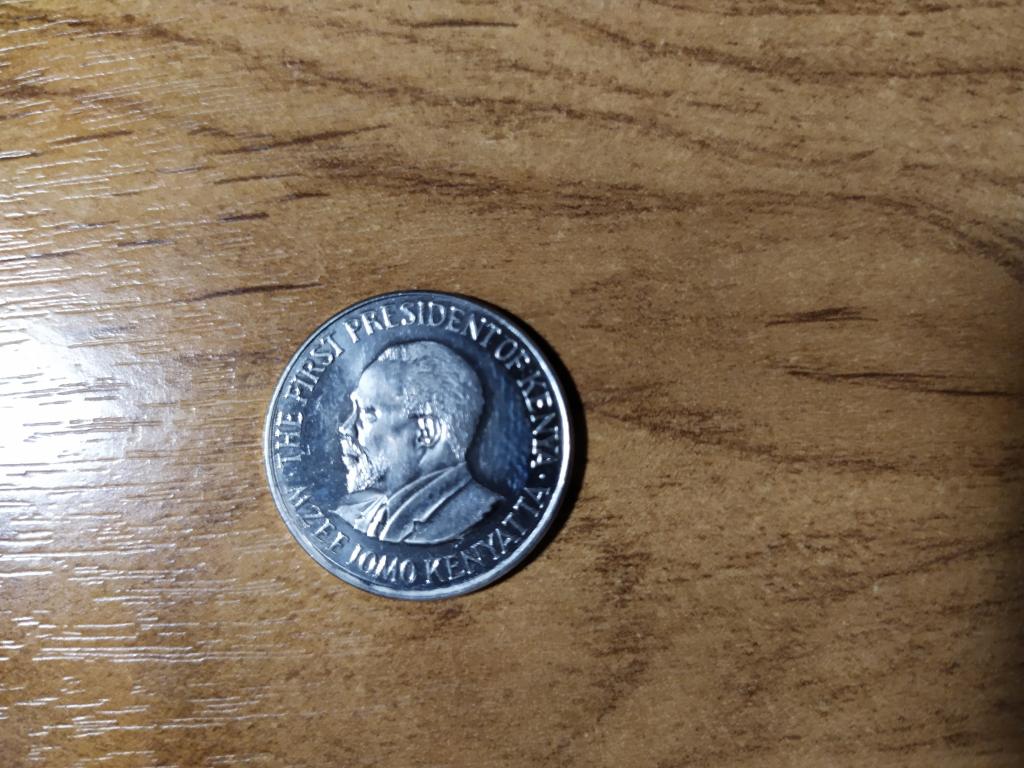 THE FIRST PRESIDENT OF KENYA
MZEE JOMO KENYATTA